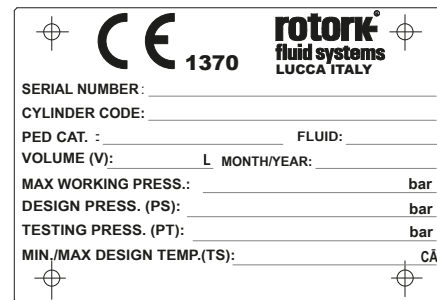 CE 1370
rotork®
fluid systems
LUCCA ITALY
SERIAL NUMBER:
CYLINDER CODE:
PED CAT. : FLUID:
VOLUME (V): L MONTH/YEAR:
MAX WORKING PRESS.: bar
DESIGN PRESS. (PS): bar
TESTING PRESS. (PT): bar
MIN./MAX DESIGN TEMP.(TS): CÂ